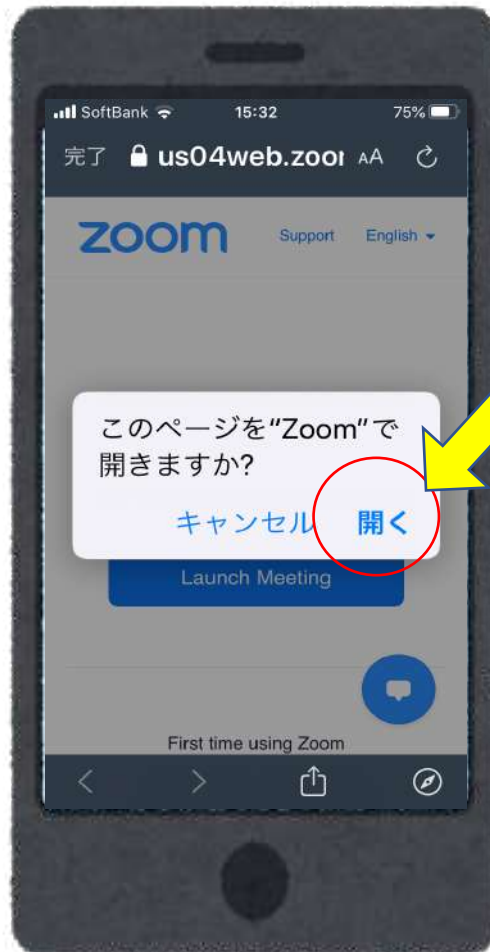 SoftBank 15:32 75%
完了 us04web.zoor AA
zoom Support English
このページを"Zoom"で
開きますか?
キャンセル 開く
Launch Meeting
First time using Zoom